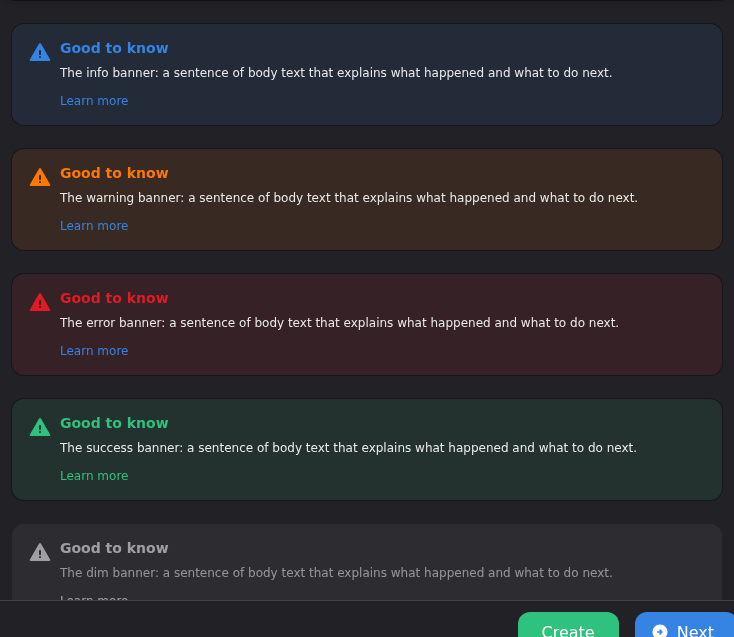 Good to know
The info banner: a sentence of body text that explains what happened and what to do next.
Learn more
Good to know
The warning banner: a sentence of body text that explains what happened and what to do next.
Learn more
Good to know
The error banner: a sentence of body text that explains what happened and what to do next.
Learn more
Good to know
The success banner: a sentence of body text that explains what happened and what to do next.
Learn more
Good to know
The dim banner: a sentence of body text that explains what happened and what to do next.
Learn more
Create
Next